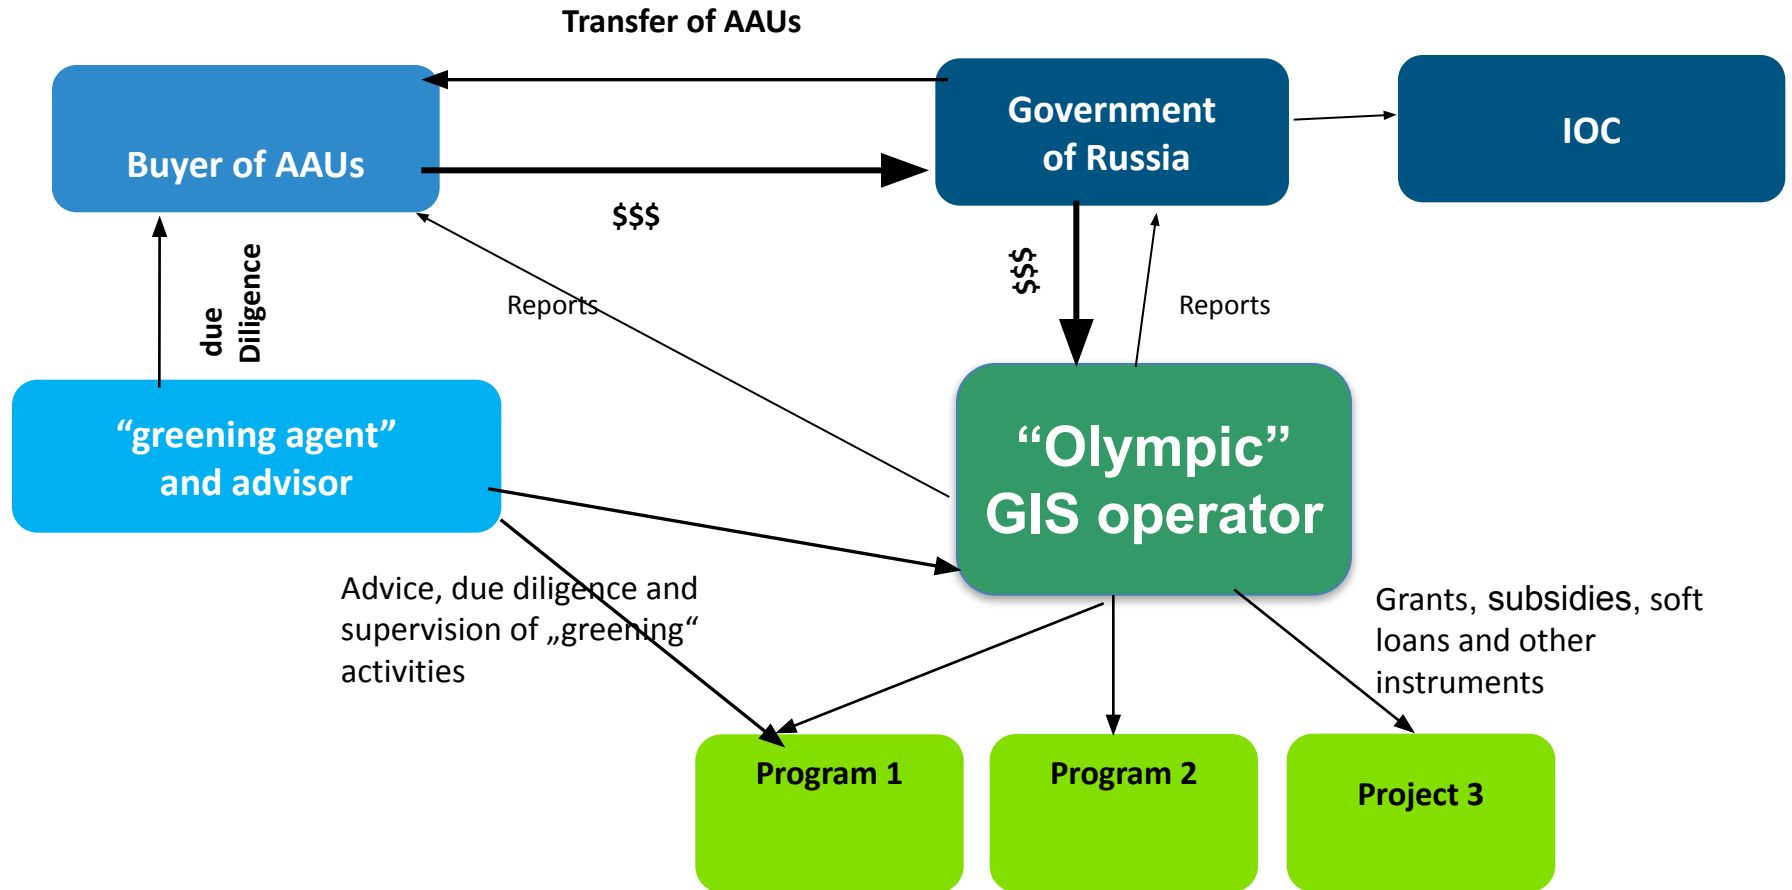 Transfer of AAUs
Buyer of AAUs
Government
of Russia
IOC
$$$
due
Diligence
Reports
$$$
Reports
“greening agent”
and advisor
“Olympic”
GIS operator
Advice, due diligence and
supervision of „greening“
activities
Grants, subsidies, soft
loans and other
instruments
Program 1
Program 2
Project 3